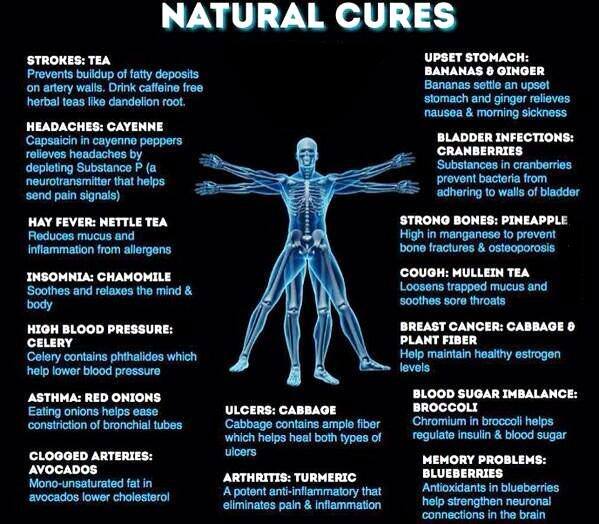 NATURAL CURES
STROKES: TEA
Prevents buildup of fatty deposits
on artery walls. Drink caffeine free
herbal teas like dandelion root.
HEADACHES: CAYENNE
Capsaicin in cayenne peppers
relieves headaches by
depleting Substance P (a
neurotransmitter that helps
send pain signals)
HAY FEVER: NETTLE TEA
Reduces mucus and
inflammation from allergens
INSOMNIA: CHAMOMILE
Soothes and relaxes the mind &
body
HIGH BLOOD PRESSURE:
CELERY
Celery contains phthalides which
help lower blood pressure
ASTHMA: RED ONIONS
Eating onions helps ease
constriction of bronchial tubes
CLOGGED ARTERIES:
AVOCADOS
Mono-unsaturated fat in
avocados lower cholesterol
ULCERS: CABBAGE
Cabbage contains ample fiber
which helps heal both types of
ulcers
ARTHRITIS: TURMERIC
A potent anti-inflammatory that
eliminates pain & inflammation
UPSET STOMACH:
BANANAS & GINGER
Bananas settle an upset
stomach and ginger relieves
nausea & morning sickness
BLADDER INFECTIONS:
CRANBERRIES
Substances in cranberries
prevent bacteria from
adhering to walls of bladder
STRONG BONES: PINEAPPLE
High in manganese to prevent
bone fractures & osteoporosis
COUGH: MULLEIN TEA
Loosens trapped mucus and
soothes sore throats
BREAST CANCER: CABBAGE &
PLANT FIBER
Help maintain healthy estrogen
levels
BLOOD SUGAR IMBALANCE:
BROCCOLI
Chromium in broccoli helps
regulate insulin & blood sugar
MEMORY PROBLEMS:
BLUEBERRIES
Antioxidants in blueberries
help strengthen neuronal
connections in the brain